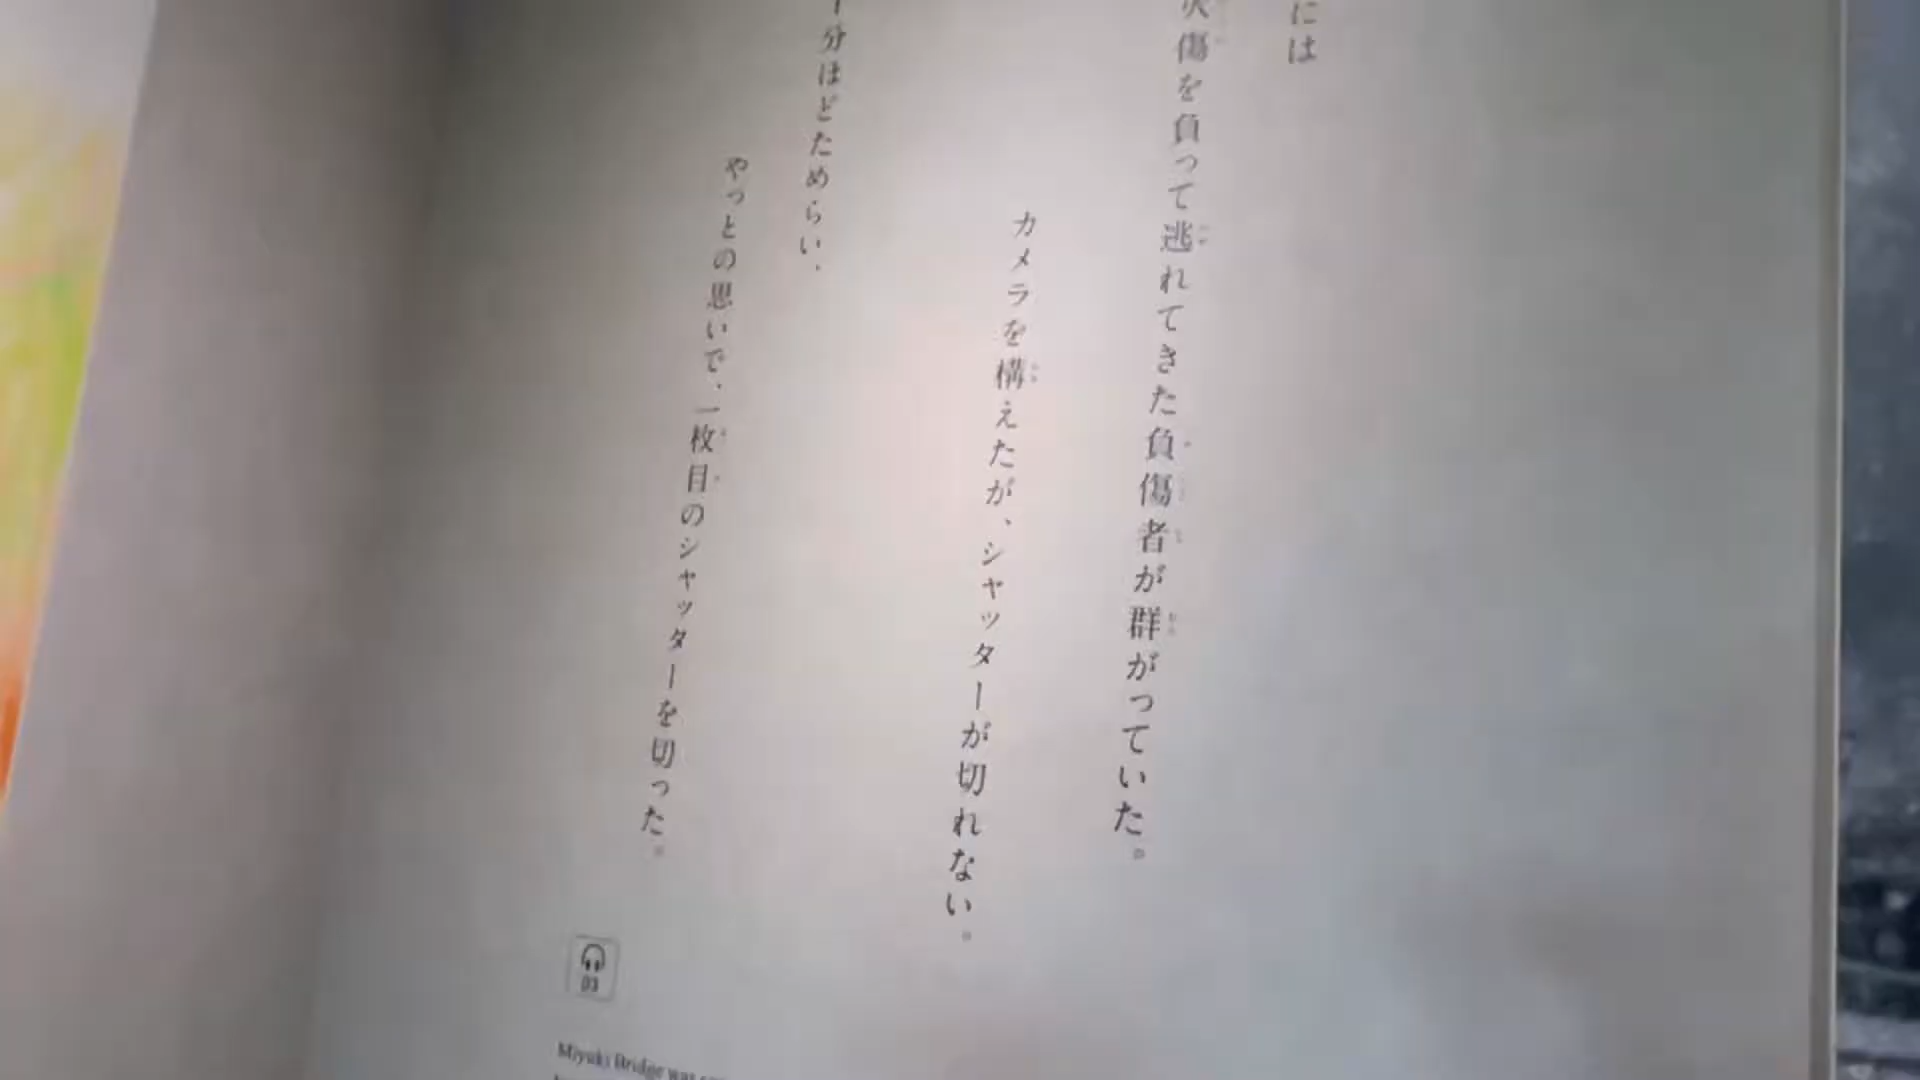 には
傷を負って逃れてきた負傷者が群がっていた。
カメラを構えたが、シャッターが切れない。
分ほどためらい、
やっとの思いで、一枚目のシャッターを切った。
03
Miyuki Bridge was